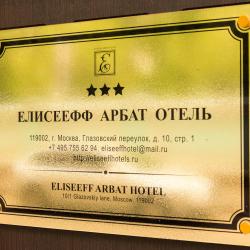 ЕЛИСЕЕФФ АРБАТ ОТЕЛЬ
119002, г. Москва, Глазовский переулок, д. 10, стр. 1
+7 495 755 62 94, eliseeffhotel@mail.ru
http://eliseeffhotels.ru
ELISEEFF ARBAT HOTEL
10/1 Glazovskiy lane, Moscow, 119002